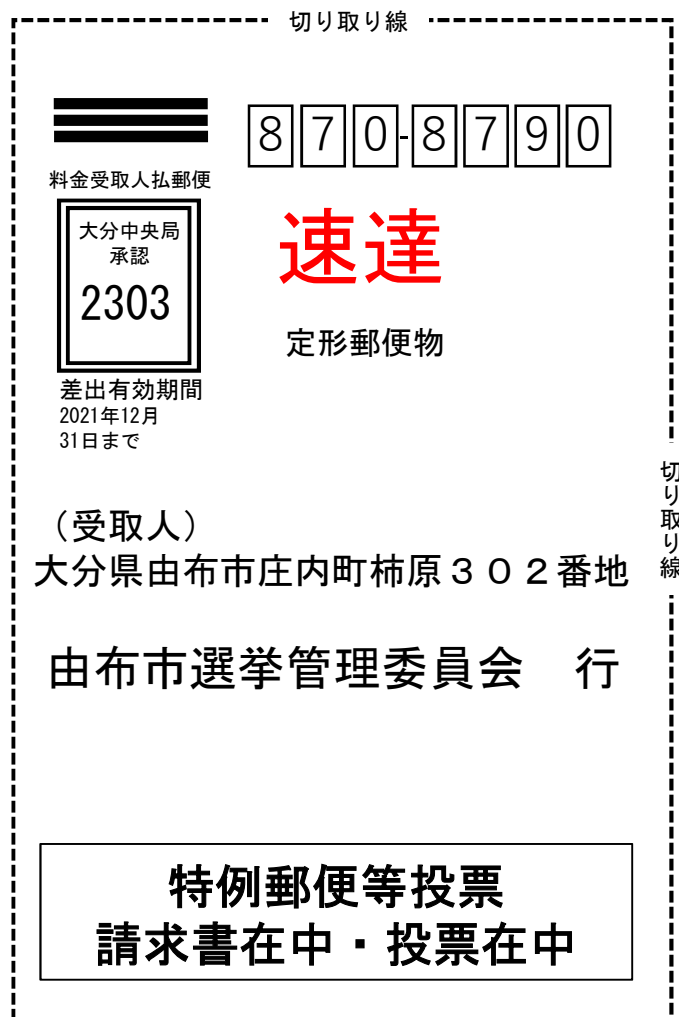 切り取り線
870-8790
料金受取人払郵便
大分中央局
承認
2303
速達
定形郵便物
差出有効期間
2021年12月
31日まで
切り取り線
（受取人）
大分県由布市庄内町柿原３０２番地
由布市選挙管理委員会　行
特例郵便等投票
請求書在中・投票在中